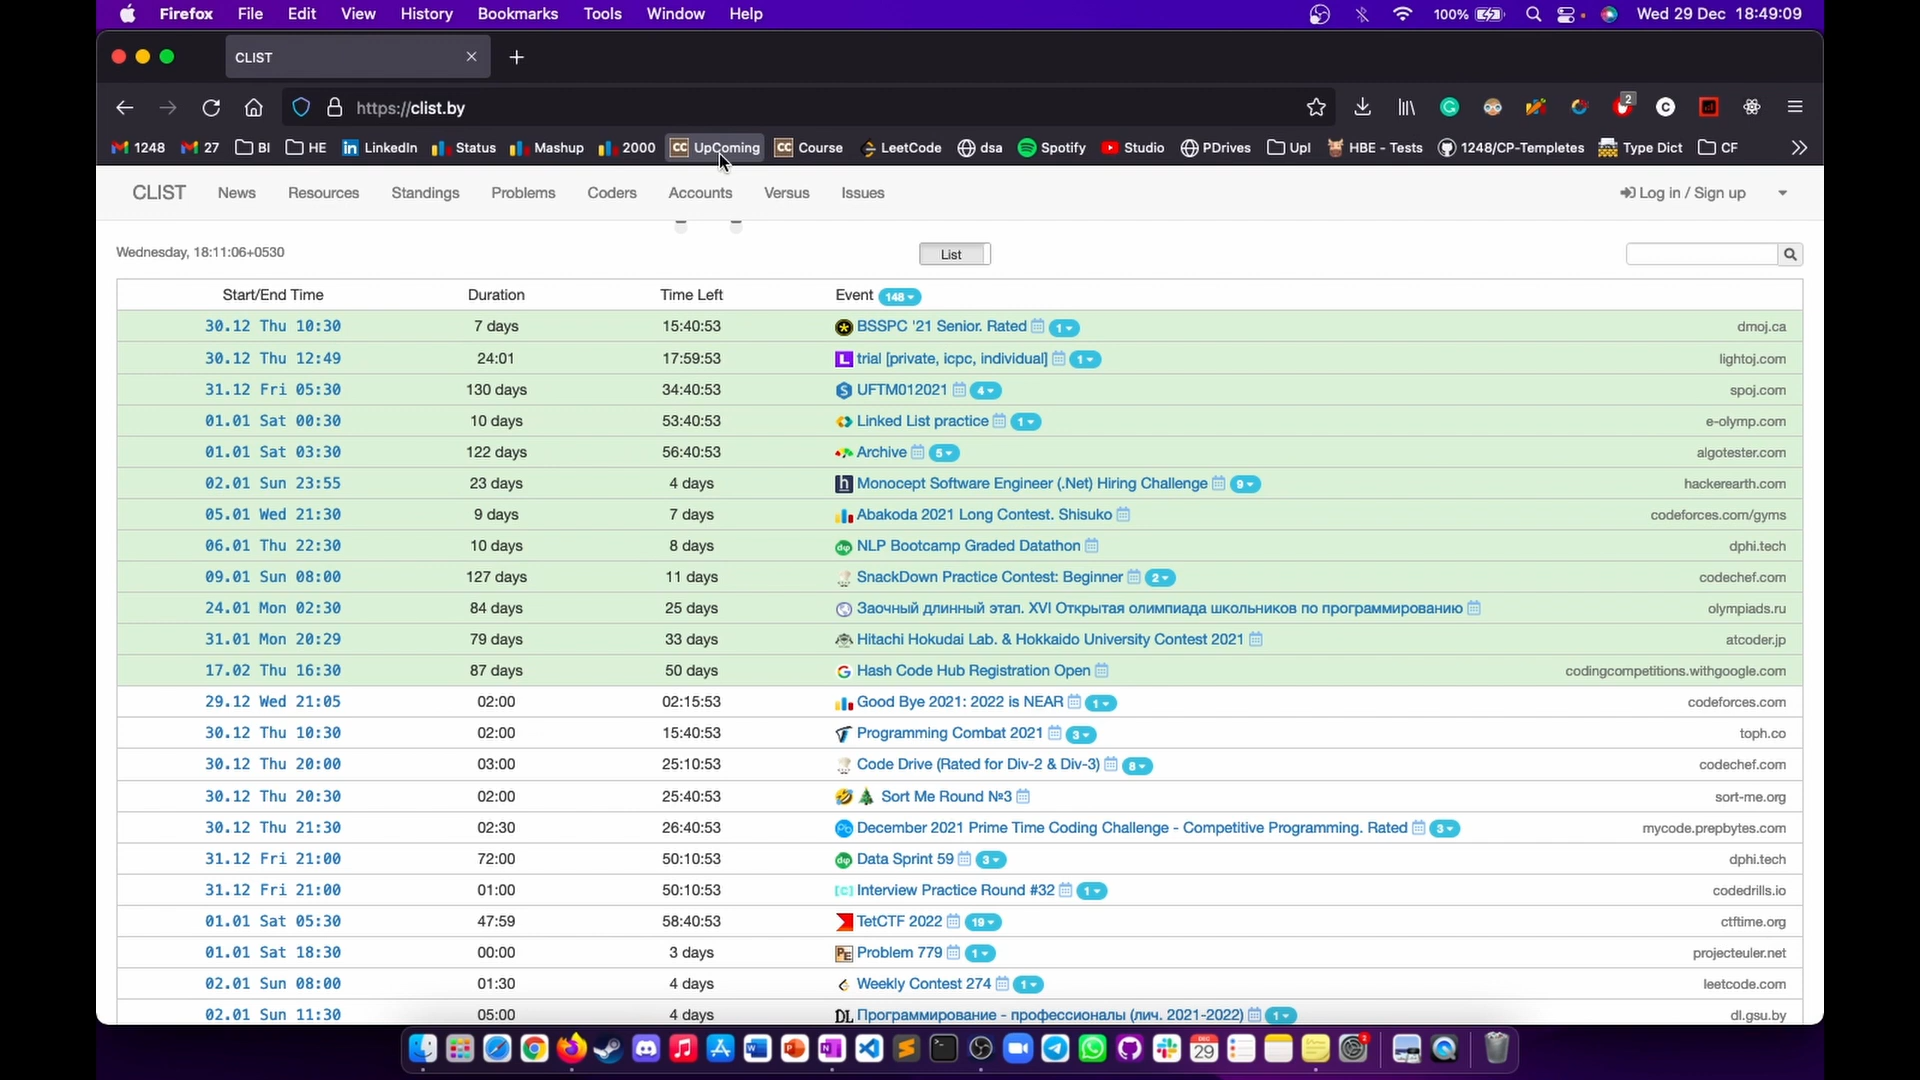 Firefox File Edit View History Bookmarks Tools Window Help 100% Wed 29 Dec 18:49:09
CLIST
https://clist.by 2
1248 27 BI HE LinkedIn Status Mashup 2000 UpComing Course LeetCode dsa Spotify Studio PDrives Upl HBE - Tests 1248/CP-Templetes Type Dict CF
CLIST News Resources Standings Problems Coders Accounts Versus Issues Log in / Sign up
Wednesday, 18:11:06+0530 List
Start/End Time Duration Time Left Event 148
30.12 Thu 10:30 7 days 15:40:53 BSSPC '21 Senior. Rated 1 dmoj.ca
30.12 Thu 12:49 24:01 17:59:53 trial [private, icpc, individual] 1 lightoj.com
31.12 Fri 05:30 130 days 34:40:53 UFTM012021 4 spoj.com
01.01 Sat 00:30 10 days 53:40:53 Linked List practice 1 e-olymp.com
01.01 Sat 03:30 122 days 56:40:53 Archive 5 algotester.com
02.01 Sun 23:55 23 days 4 days Monocept Software Engineer (.Net) Hiring Challenge 9 hackerearth.com
05.01 Wed 21:30 9 days 7 days Abakoda 2021 Long Contest. Shisuko codeforces.com/gyms
06.01 Thu 22:30 10 days 8 days NLP Bootcamp Graded Datathon dphi.tech
09.01 Sun 08:00 127 days 11 days SnackDown Practice Contest: Beginner 2 codechef.com
24.01 Mon 02:30 84 days 25 days Заочный длинный этап. XVI Открытая олимпиада школьников по программированию olympiads.ru
31.01 Mon 20:29 79 days 33 days Hitachi Hokudai Lab. & Hokkaido University Contest 2021 atcoder.jp
17.02 Thu 16:30 87 days 50 days Hash Code Hub Registration Open codingcompetitions.withgoogle.com
29.12 Wed 21:05 02:00 02:15:53 Good Bye 2021: 2022 is NEAR 1 codeforces.com
30.12 Thu 10:30 02:00 15:40:53 Programming Combat 2021 3 toph.co
30.12 Thu 20:00 03:00 25:10:53 Code Drive (Rated for Div-2 & Div-3) 8 codechef.com
30.12 Thu 20:30 02:00 25:40:53 Sort Me Round №3 sort-me.org
30.12 Thu 21:30 02:30 26:40:53 December 2021 Prime Time Coding Challenge - Competitive Programming. Rated 3 mycode.prepbytes.com
31.12 Fri 21:00 72:00 50:10:53 Data Sprint 59 3 dphi.tech
31.12 Fri 21:00 01:00 50:10:53 Interview Practice Round #32 1 codedrills.io
01.01 Sat 05:30 47:59 58:40:53 TetCTF 2022 19 ctftime.org
01.01 Sat 18:30 00:00 3 days Problem 779 1 projecteuler.net
02.01 Sun 08:00 01:30 4 days Weekly Contest 274 1 leetcode.com
02.01 Sun 11:30 05:00 4 days Программирование - профессионалы (лич. 2021-2022) 1 dl.gsu.by